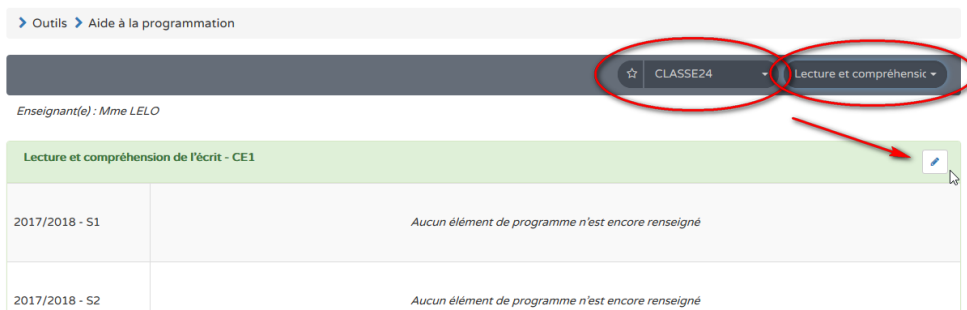 Outils Aide à la programmation
CLASSE24 Lecture et compréhensic
Enseignant(e) : Mme LELO
Lecture et compréhension de l'écrit - CE1
2017/2018 - S1 Aucun élément de programme n'est encore renseigné
2017/2018 - S2 Aucun élément de programme n'est encore renseigné